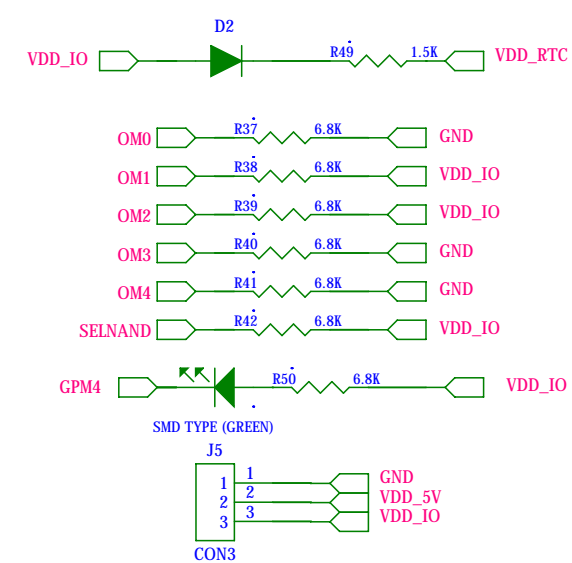 D2
VDD_IO R49 1.5K VDD_RTC
OM0 R37 6.8K GND
OM1 R38 6.8K VDD_IO
OM2 R39 6.8K VDD_IO
OM3 R40 6.8K GND
OM4 R41 6.8K GND
SELNAND R42 6.8K VDD_IO
GPM4 R50 6.8K VDD_IO
SMD TYPE (GREEN)
J5
1 1 GND
2 2 VDD_5V
3 3 VDD_IO
CON3